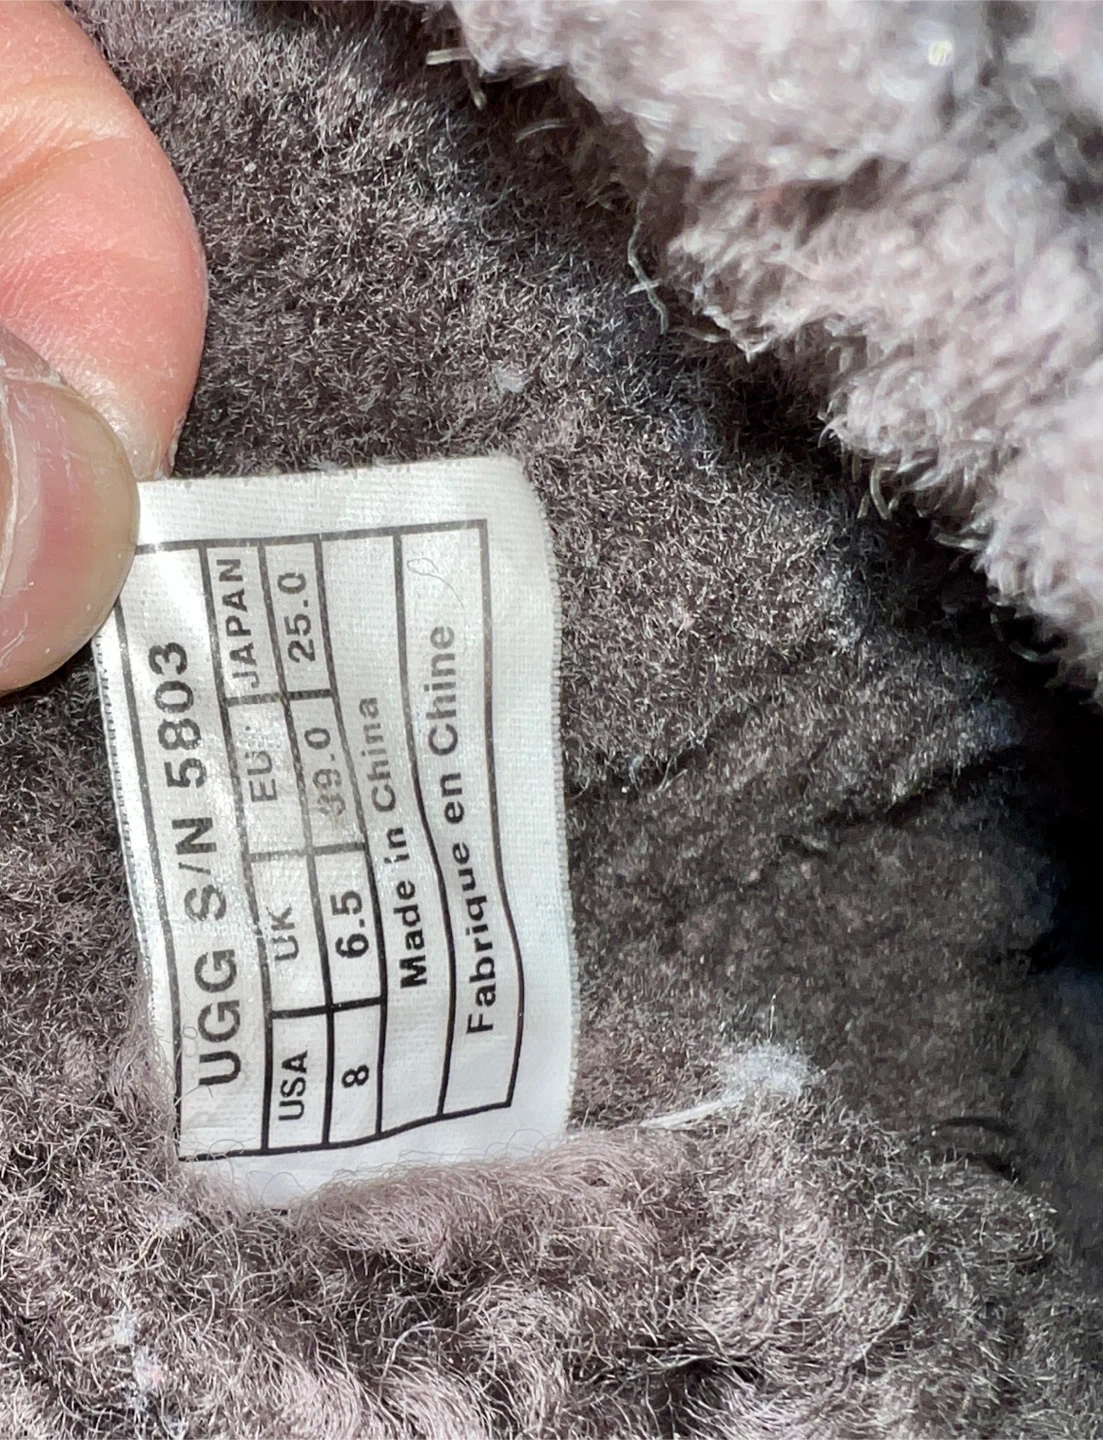 UGG S/N 5803
USA UK EU JAPAN
8 6.5 39.0 25.0
Made in China
Fabrique en Chine